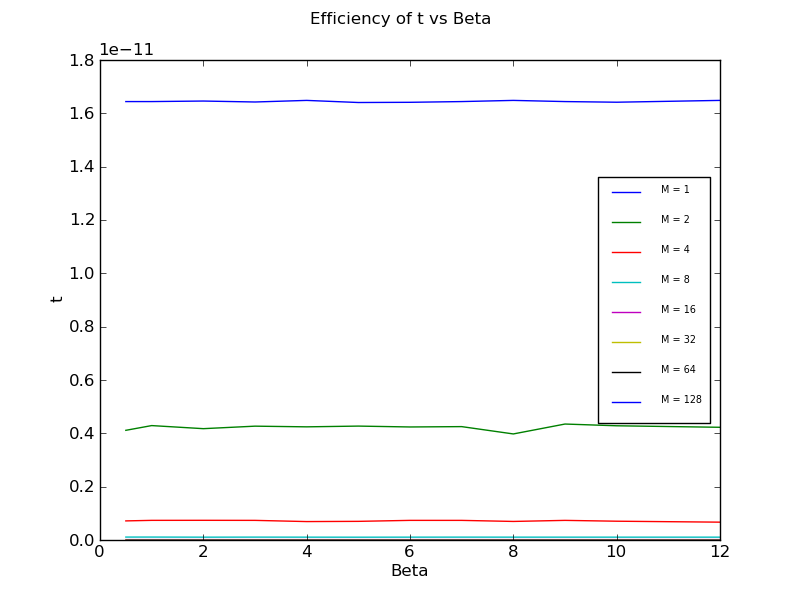 Efficiency of t vs Beta
1e−11
1.8
1.6
1.4
1.2
1.0
0.8
0.6
0.4
0.2
0.0
t
M = 1
M = 2
M = 4
M = 8
M = 16
M = 32
M = 64
M = 128
0 2 4 6 8 10 12
Beta